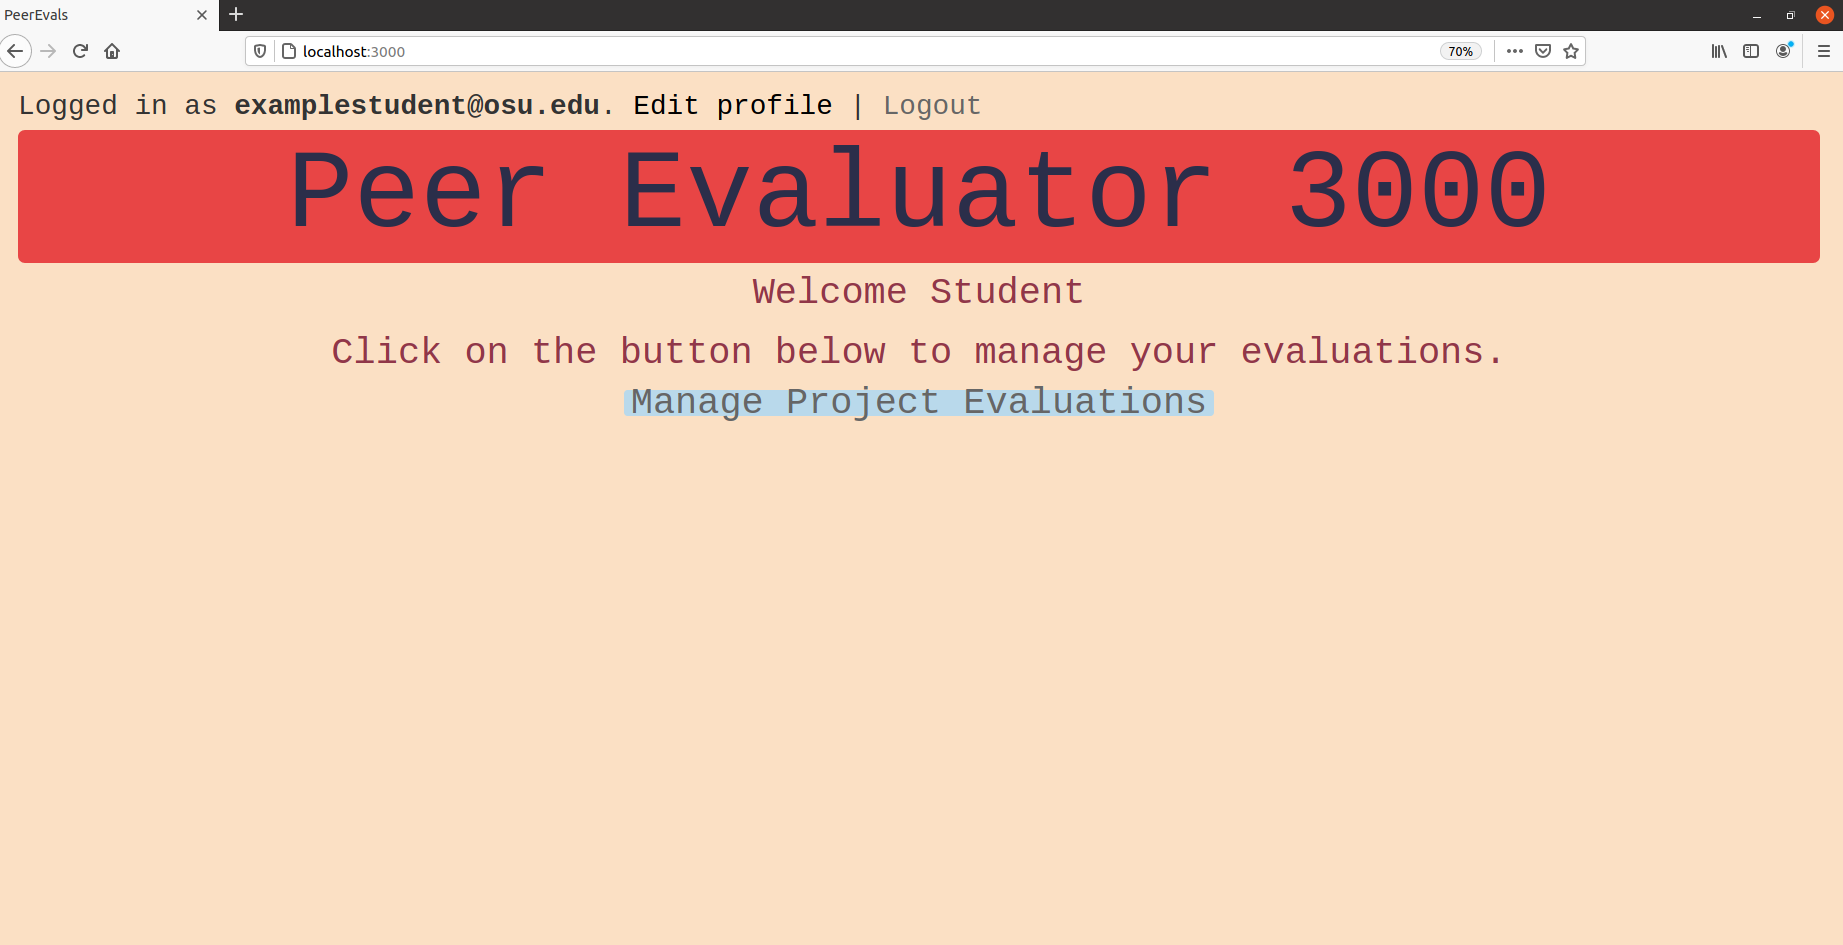 PeerEvals
localhost:3000
70%
Logged in as examplestudent@osu.edu. Edit profile | Logout
Peer Evaluator 3000
Welcome Student
Click on the button below to manage your evaluations.
Manage Project Evaluations